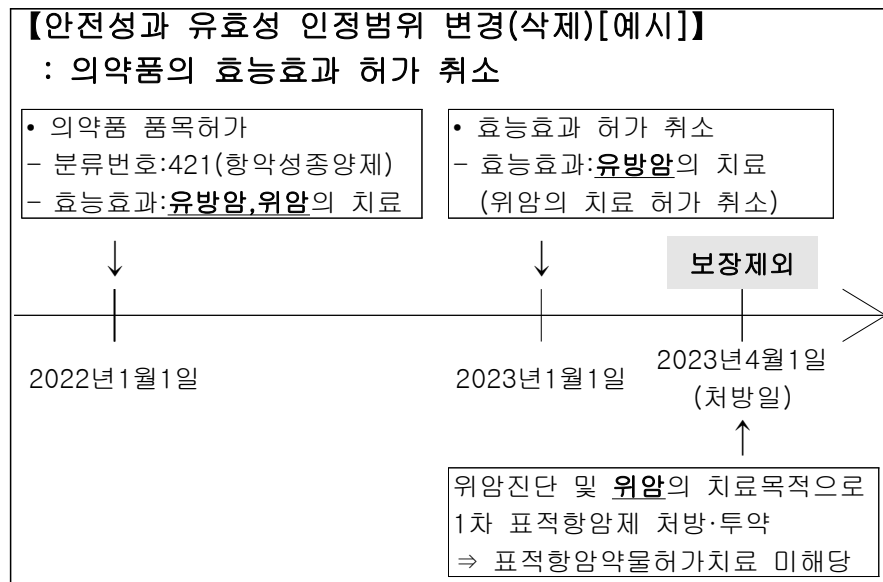 【안전성과 유효성 인정범위 변경(삭제)[예시]】
: 의약품의 효능효과 허가 취소
• 의약품 품목허가
- 분류번호:421(항악성종양제)
- 효능효과:유방암,위암의 치료
• 효능효과 허가 취소
- 효능효과:유방암의 치료
(위암의 치료 허가 취소)
보장제외
2022년1월1일
2023년1월1일
2023년4월1일
(처방일)
위암진단 및 위암의 치료목적으로
1차 표적항암제 처방·투약
⇒ 표적항암약물허가치료 미해당